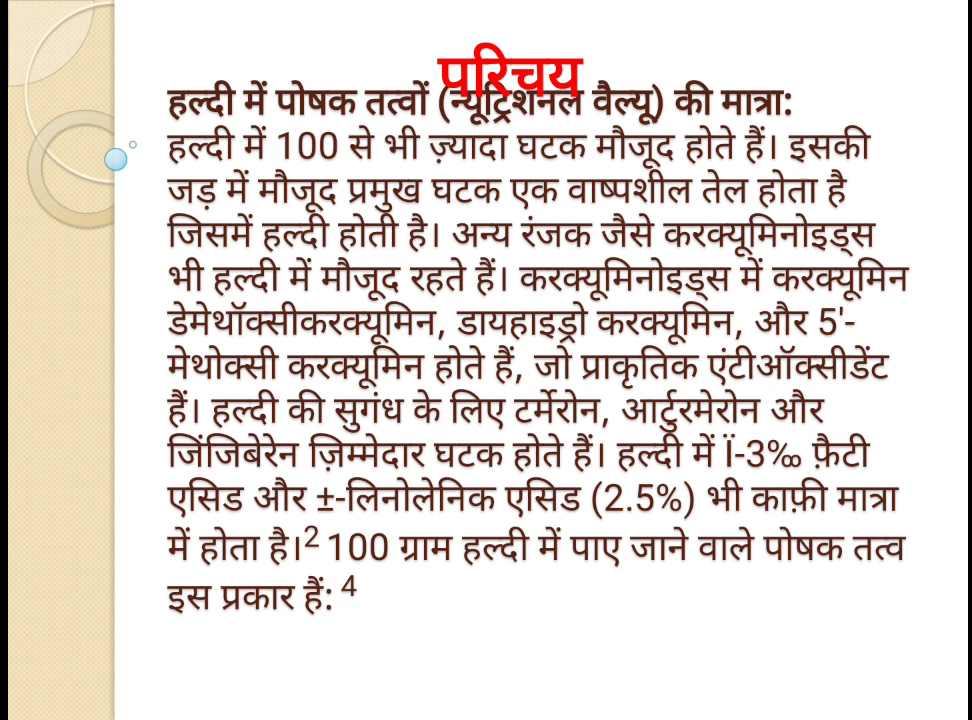 परिचय
हल्दी में पोषक तत्वों (न्यूट्रिशनल वैल्यू) की मात्रा:
हल्दी में 100 से भी ज़्यादा घटक मौजूद होते हैं। इसकी
जड़ में मौजूद प्रमुख घटक एक वाष्पशील तेल होता है
जिसमें हल्दी होती है। अन्य रंजक जैसे करक्यूमिनोइड्स
भी हल्दी में मौजूद रहते हैं। करक्यूमिनोइड्स में करक्यूमिन
डेमेथॉक्सीकरक्यूमिन, डायहाइड्रो करक्यूमिन, और 5'-
मेथोक्सी करक्यूमिन होते हैं, जो प्राकृतिक एंटीऑक्सीडेंट
हैं। हल्दी की सुगंध के लिए टर्मेरोन, आर्टुरमेरोन और
जिंजिबेरेन ज़िम्मेदार घटक होते हैं। हल्दी में Ï-3‰ फ़ैटी
एसिड और ±-लिनोलेनिक एसिड (2.5%) भी काफ़ी मात्रा
में होता है।2 100 ग्राम हल्दी में पाए जाने वाले पोषक तत्व
इस प्रकार हैं: 4